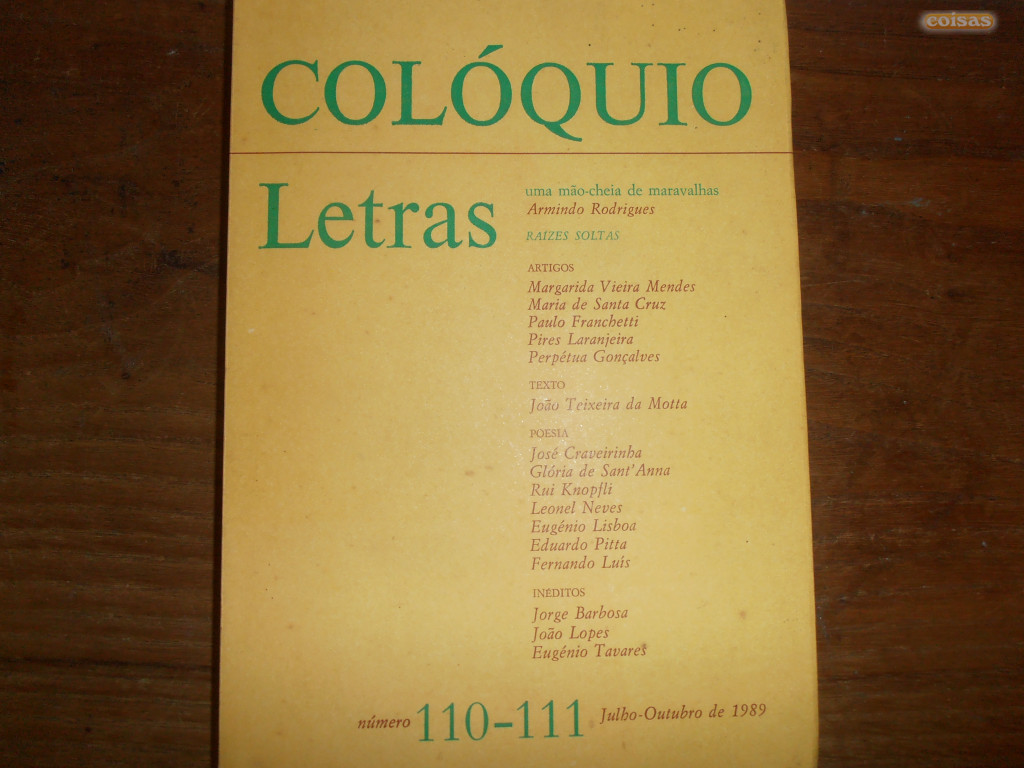 coisas
COLÓQUIO
Letras
uma mão-cheia de maravalhas
Armindo Rodrigues
RAÍZES SOLTAS
ARTIGOS
Margarida Vieira Mendes
Maria de Santa Cruz
Paulo Franchetti
Pires Laranjeira
Perpétua Gonçalves
TEXTO
João Teixeira da Motta
POESIA
José Craveirinha
Glória de Sant'Anna
Rui Knopfli
Leonel Neves
Eugénio Lisboa
Eduardo Pitta
Fernando Luís
INÉDITOS
Jorge Barbosa
João Lopes
Eugénio Tavares
número 110-111 Julho-Outubro de 1989